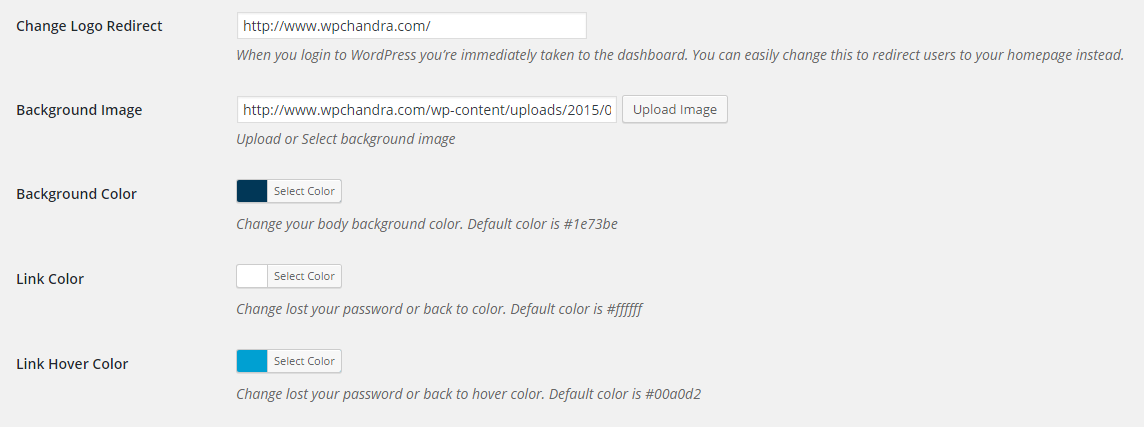 Change Logo Redirect
http://www.wpchandra.com/
When you login to WordPress you’re immediately taken to the dashboard. You can easily change this to redirect users to your homepage instead.
Background Image
http://www.wpchandra.com/wp-content/uploads/2015/0
Upload Image
Upload or Select background image
Background Color
Select Color
Change your body background color. Default color is #1e73be
Link Color
Select Color
Change lost your password or back to color. Default color is #ffffff
Link Hover Color
Select Color
Change lost your password or back to hover color. Default color is #00a0d2